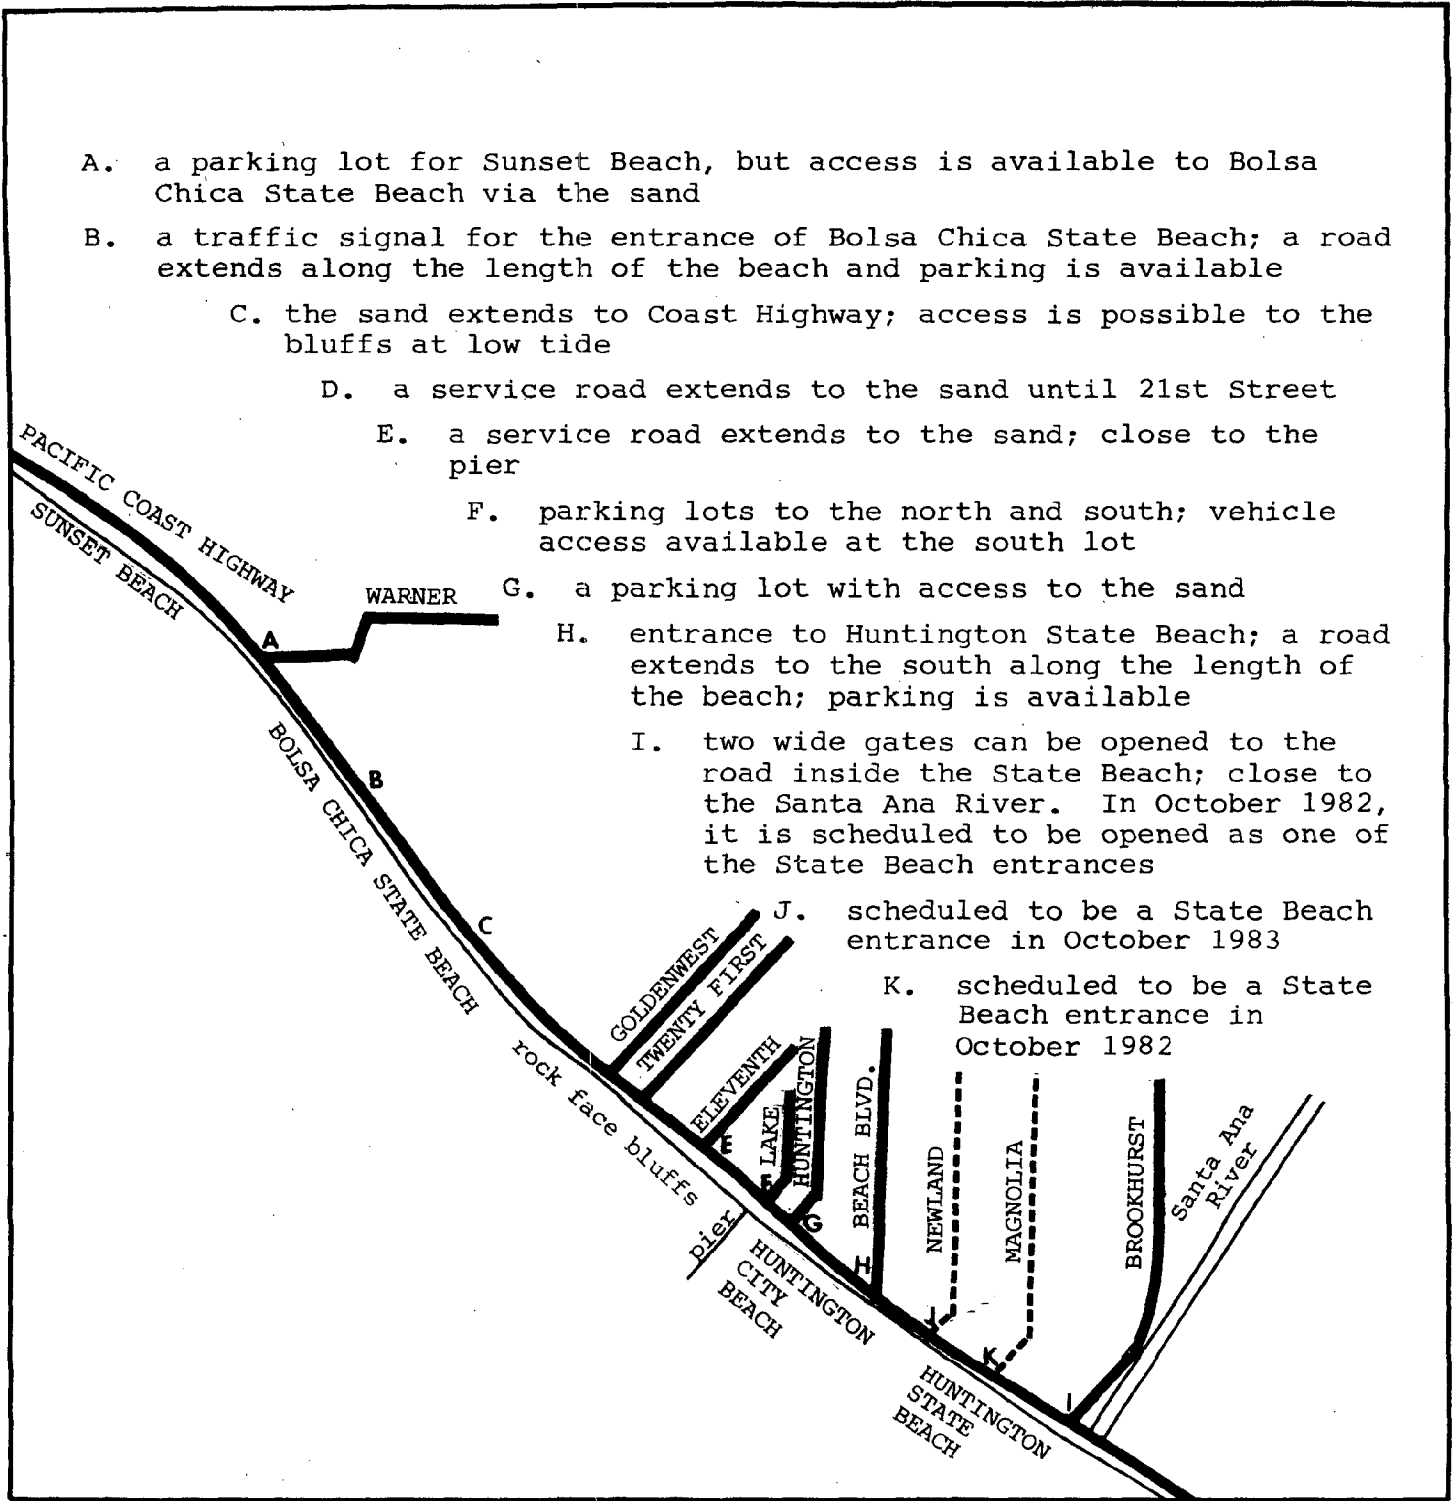 A. a parking lot for Sunset Beach, but access is available to Bolsa
Chica State Beach via the sand
B. a traffic signal for the entrance of Bolsa Chica State Beach; a road
extends along the length of the beach and parking is available
C. the sand extends to Coast Highway; access is possible to the
bluffs at low tide
D. a service road extends to the sand until 21st Street
E. a service road extends to the sand; close to the
pier
F. parking lots to the north and south; vehicle
access available at the south lot
G. a parking lot with access to the sand
H. entrance to Huntington State Beach; a road
extends to the south along the length of
the beach; parking is available
I. two wide gates can be opened to the
road inside the State Beach; close to
the Santa Ana River. In October 1982,
it is scheduled to be opened as one of
the State Beach entrances
J. scheduled to be a State Beach
entrance in October 1983
K. scheduled to be a State
Beach entrance in
October 1982
PACIFIC COAST HIGHWAY
SUNSET BEACH
WARNER
A
BOLSA CHICA STATE BEACH
B
C
GOLDENWEST
TWENTY FIRST
rock face bluffs
ELEVENTH
E
LAKE
F
HUNTINGTON
G
pier
HUNTINGTON
CITY
BEACH
BEACH BLVD.
H
NEWLAND
J
MAGNOLIA
K
BROOKHURST
I
Santa Ana
River
HUNTINGTON
STATE
BEACH